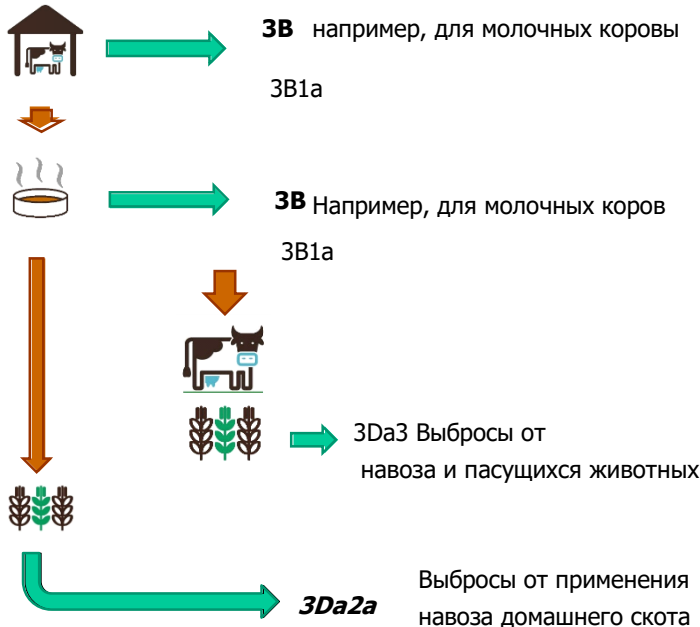 3B например, для молочных коровы
3B1a
3B Например, для молочных коров
3B1a
3Da3 Выбросы от
навоза и пасущихся животных
3Da2a
Выбросы от применения
навоза домашнего скота